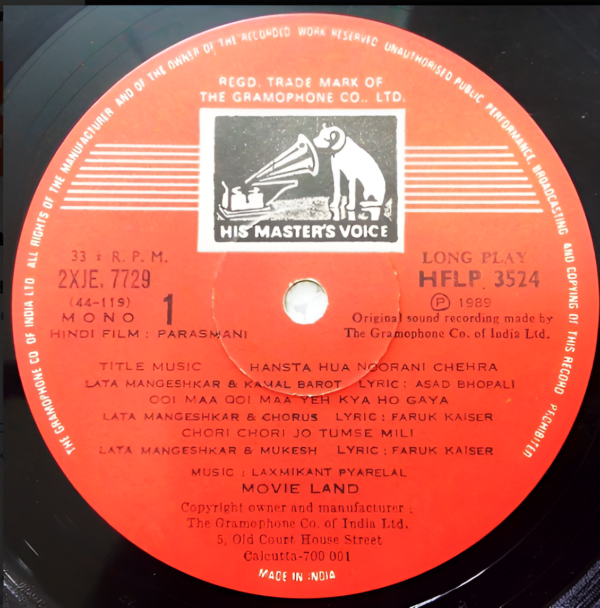 THE GRAMOPHONE CO OF INDIA LTD. ALL RIGHTS OF THE MANUFACTURER AND OF THE OWNER OF THE RECORDED WORK RESERVED UNAUTHORISED PUBLIC PERFORMANCE BROADCASTING AND COPYING OF THIS RECORD PROHIBITED
REGD. TRADE MARK OF
THE GRAMOPHONE CO., LTD.
HIS MASTER'S VOICE
33 ⅓ R. P. M.
2XJE. 7729
(44-119)
MONO 1
HINDI FILM : PARASMANI
LONG PLAY
HFLP 3524
Ⓟ 1989
Original sound recording made by
The Gramophone Co. of India Ltd.
TITLE MUSIC HANSTA HUA NOORANI CHEHRA
LATA MANGESHKAR & KAMAL BAROT LYRIC : ASAD BHOPALI
OOI MAA OOI MAA YEH KYA HO GAYA
LATA MANGESHKAR & CHORUS LYRIC : FARUK KAISER
CHORI CHORI JO TUMSE MILI
LATA MANGESHKAR & MUKESH LYRIC : FARUK KAISER
MUSIC : LAXMIKANT PYARELAL
MOVIE LAND
Copyright owner and manufacturer :
The Gramophone Co. of India Ltd.
5, Old Court House Street
Calcutta-700 001
MADE IN INDIA